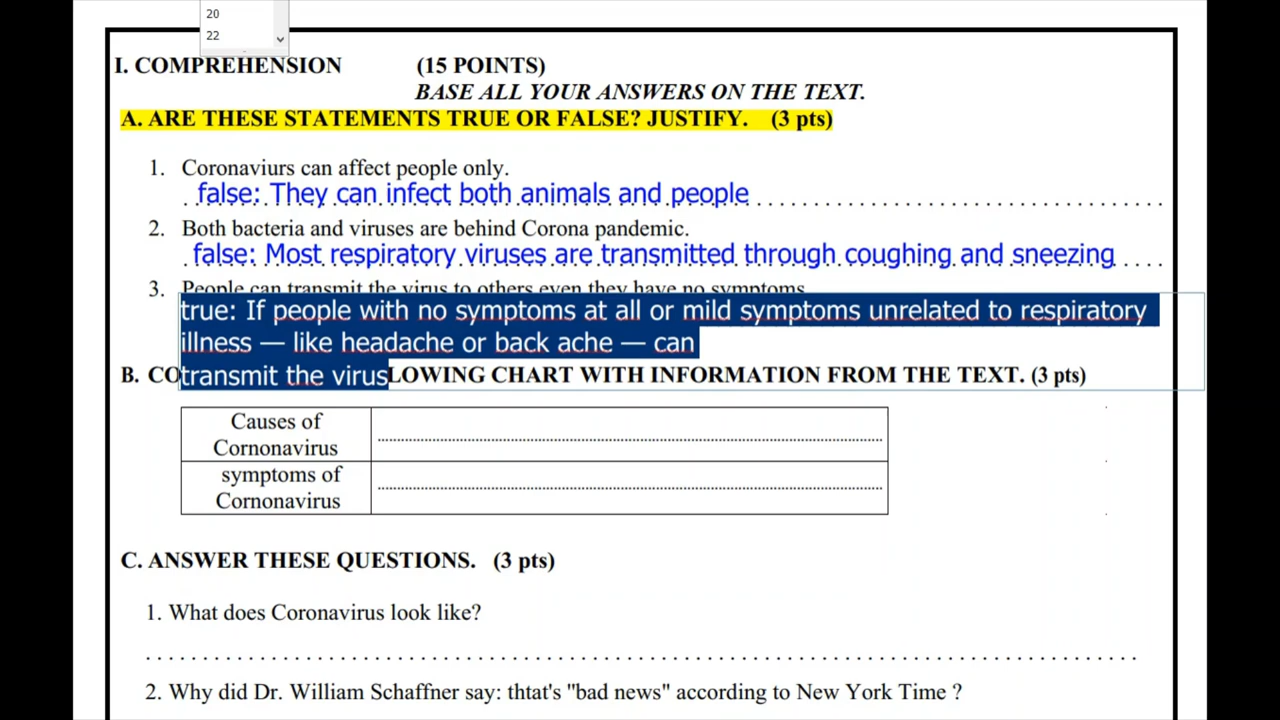 20
22
I. COMPREHENSION (15 POINTS)
BASE ALL YOUR ANSWERS ON THE TEXT.
A. ARE THESE STATEMENTS TRUE OR FALSE? JUSTIFY. (3 pts)
1. Coronaviurs can affect people only.
false: They can infect both animals and people
2. Both bacteria and viruses are behind Corona pandemic.
false: Most respiratory viruses are transmitted through coughing and sneezing
3. People can transmit the virus to others even they have no symptoms
true: If people with no symptoms at all or mild symptoms unrelated to respiratory
illness — like headache or back ache — can
transmit the virus
B. CO LOWING CHART WITH INFORMATION FROM THE TEXT. (3 pts)
Causes of
Cornonavirus
symptoms of
Cornonavirus
C. ANSWER THESE QUESTIONS. (3 pts)
1. What does Coronavirus look like?
2. Why did Dr. William Schaffner say: thtat's "bad news" according to New York Time ?